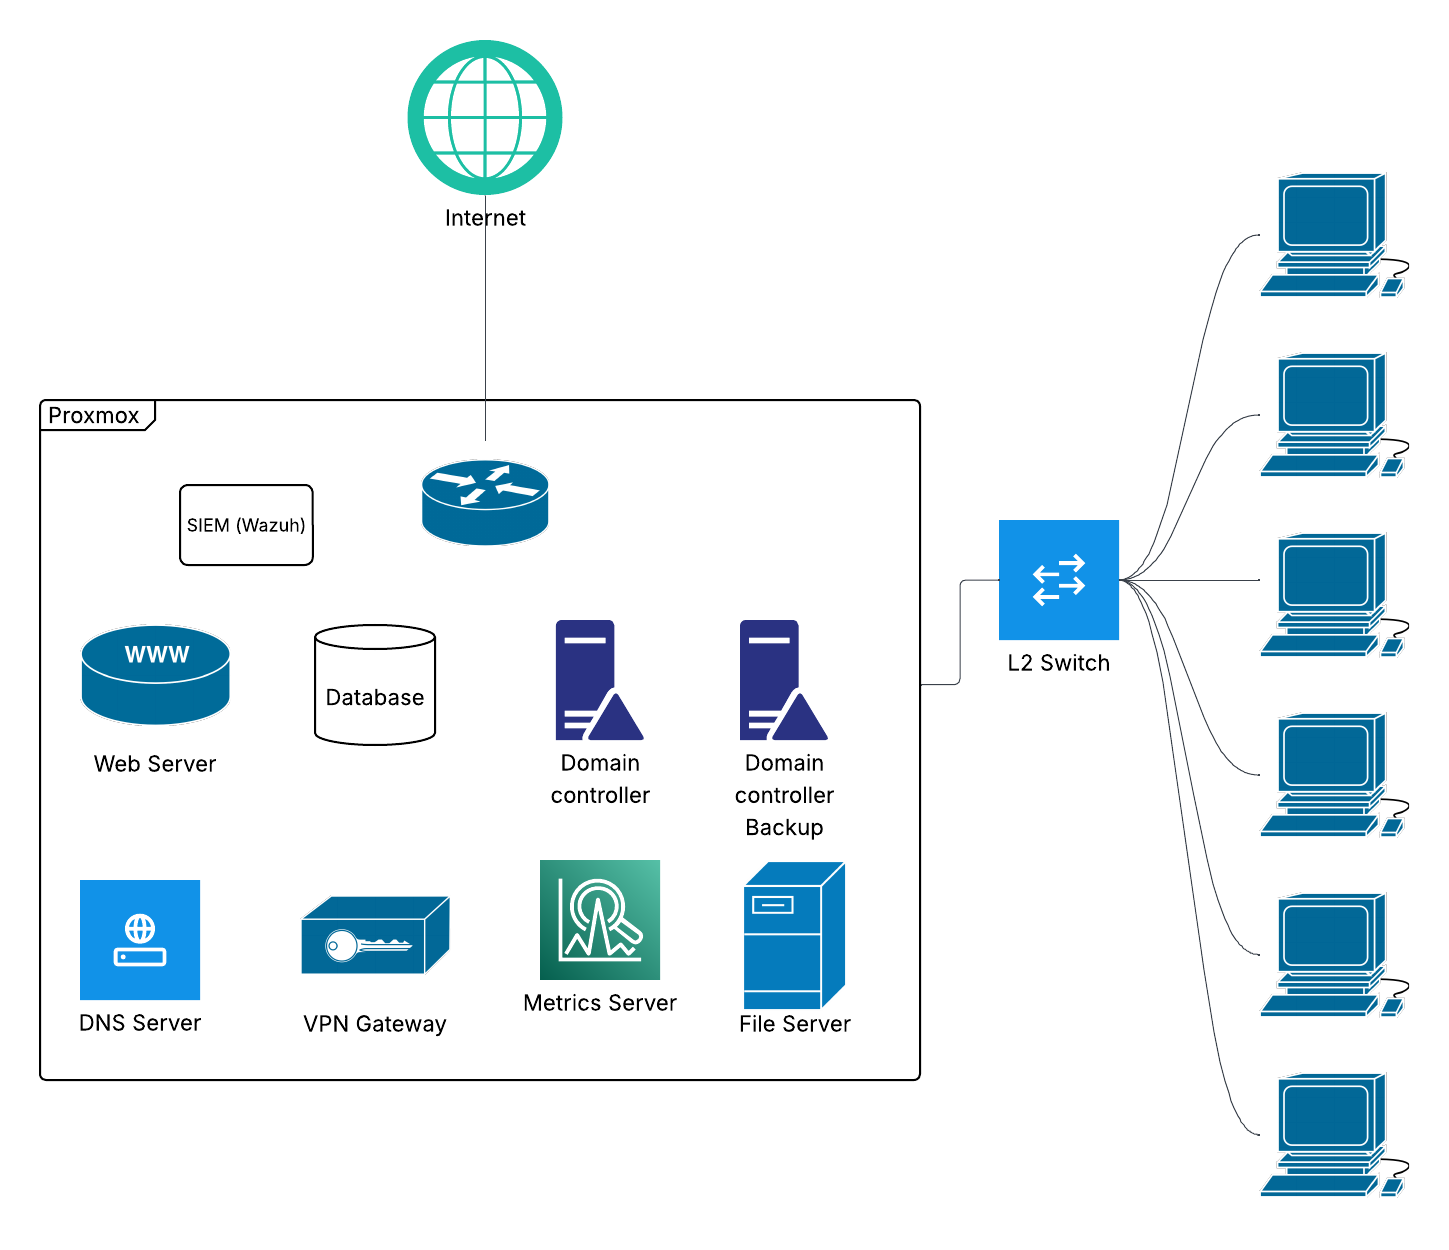 Internet
Proxmox
SIEM (Wazuh)
WWW
Web Server
Database
Domain
controller
Domain
controller
Backup
L2 Switch
DNS Server
VPN Gateway
Metrics Server
File Server